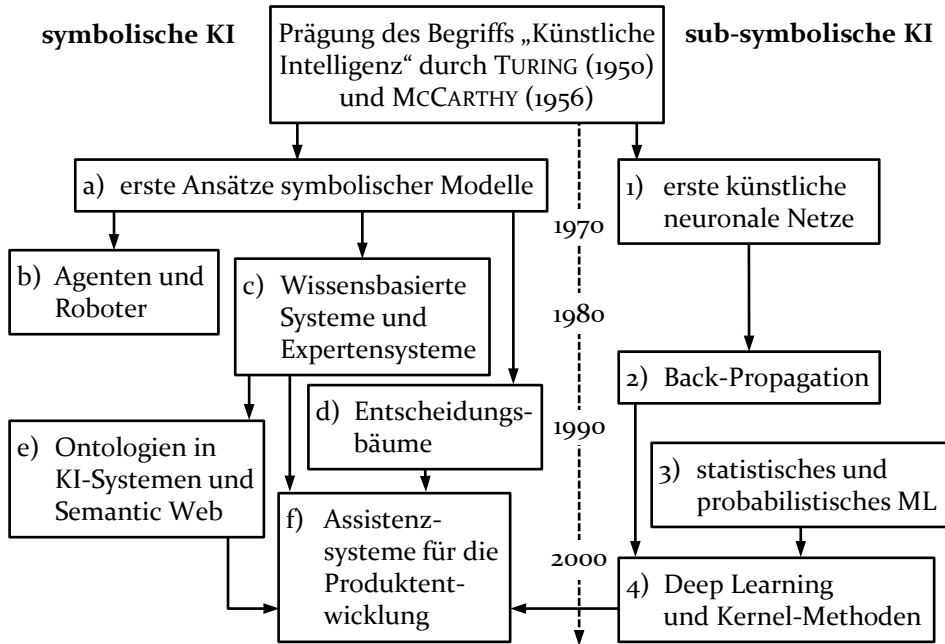 symbolische KI
Prägung des Begriffs „Künstliche
Intelligenz“ durch TURING (1950)
und MCCARTHY (1956)
sub-symbolische KI
a) erste Ansätze symbolischer Modelle
1) erste künstliche
neuronale Netze
1970
b) Agenten und
Roboter
c) Wissensbasierte
Systeme und
Expertensysteme
1980
2) Back-Propagation
d) Entscheidungs-
bäume
1990
e) Ontologien in
KI-Systemen und
Semantic Web
3) statistisches und
probabilistisches ML
f) Assistenz-
systeme für die
Produktent-
wicklung
2000
4) Deep Learning
und Kernel-Methoden